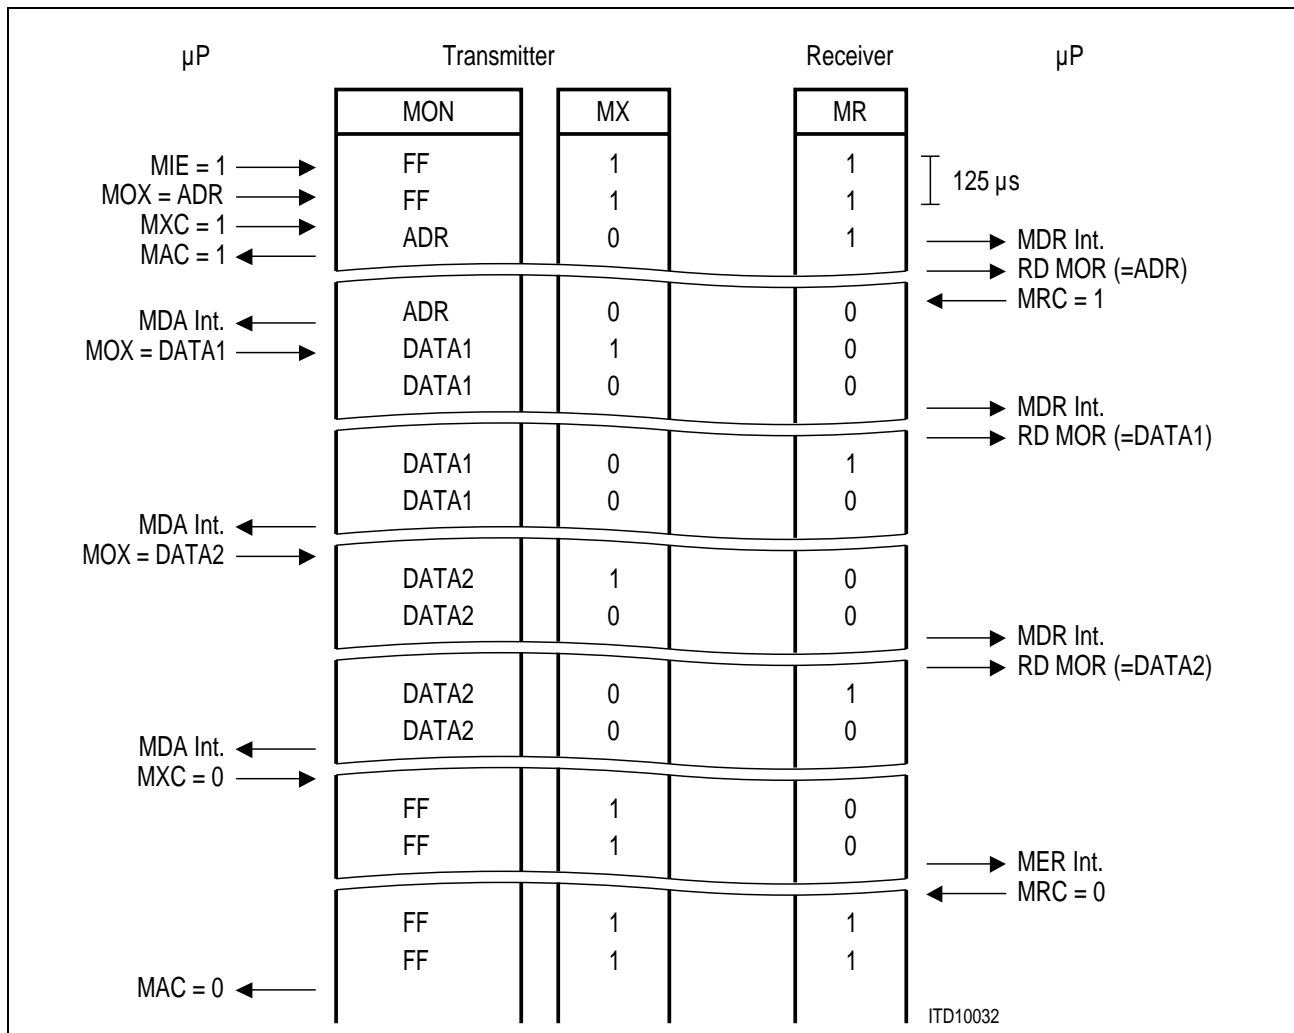 µP Transmitter Receiver µP
MON MX MR
MIE = 1 FF 1 1
125 µs
MOX = ADR FF 1 1
MXC = 1 ADR 0 1 MDR Int.
MAC = 1 RD MOR (=ADR)
MRC = 1
ADR 0 0
MDA Int.
MOX = DATA1 DATA1 1 0
DATA1 0 0
MDR Int.
RD MOR (=DATA1)
DATA1 0 1
DATA1 0 0
MDA Int.
MOX = DATA2
DATA2 1 0
DATA2 0 0
MDR Int.
RD MOR (=DATA2)
DATA2 0 1
DATA2 0 0
MDA Int.
MXC = 0
FF 1 0
FF 1 0
MER Int.
MRC = 0
FF 1 1
FF 1 1
MAC = 0
ITD10032